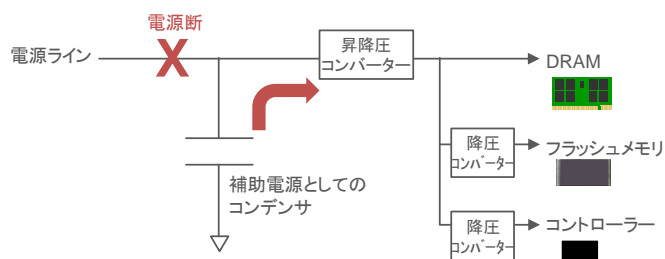 電源断
電源ライン
X
昇降圧
コンバーター
DRAM
降圧
コンバーター
フラッシュメモリ
補助電源としての
コンデンサ
降圧
コンバーター
コントローラー